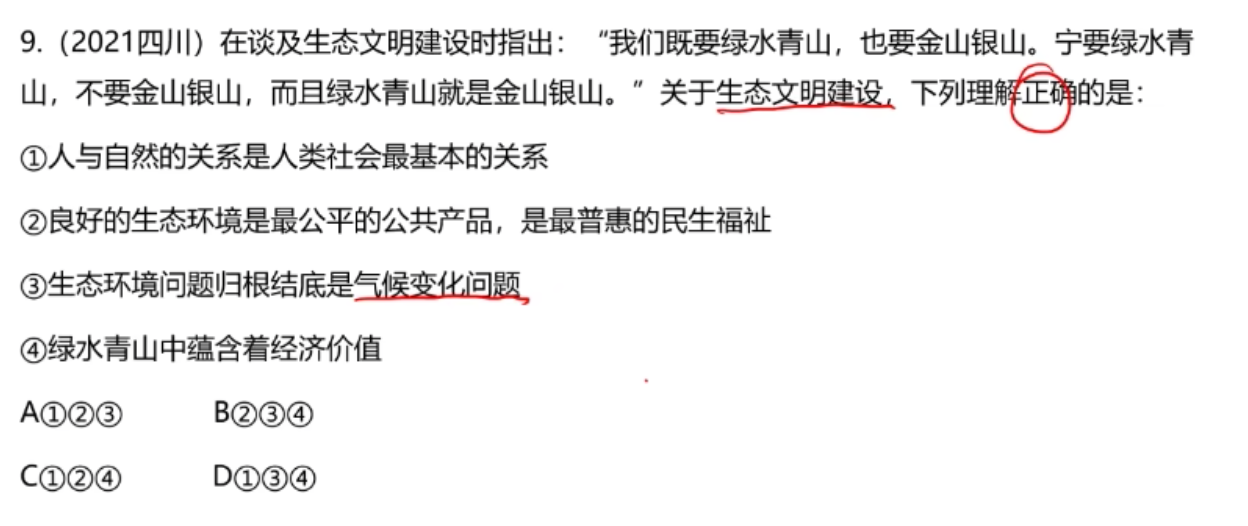 9.（2021四川）在谈及生态文明建设时指出：“我们既要绿水青山，也要金山银山。宁要绿水青
山，不要金山银山，而且绿水青山就是金山银山。”关于生态文明建设，下列理解正确的是：
①人与自然的关系是人类社会最基本的关系
②良好的生态环境是最公平的公共产品，是最普惠的民生福祉
③生态环境问题归根结底是气候变化问题
④绿水青山中蕴含着经济价值
A①②③ B②③④
C①②④ D①③④